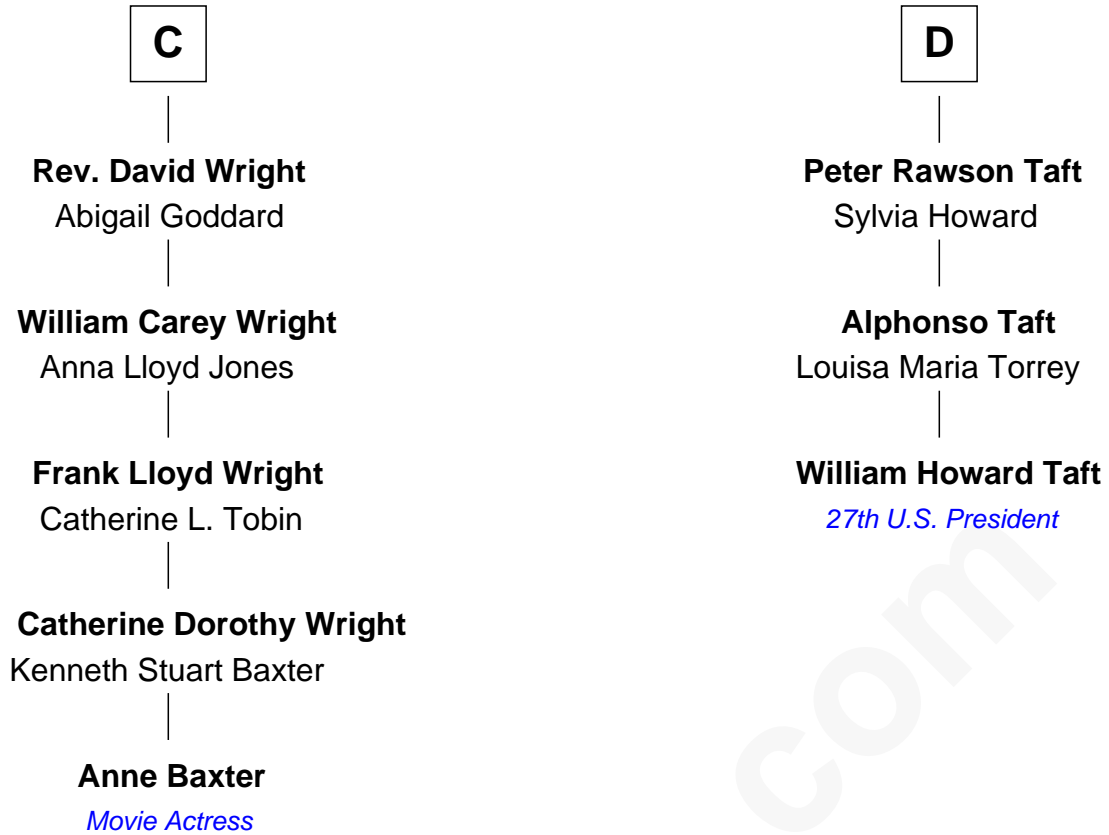 C
Rev. David Wright
Abigail Goddard
William Carey Wright
Anna Lloyd Jones
Frank Lloyd Wright
Catherine L. Tobin
Catherine Dorothy Wright
Kenneth Stuart Baxter
Anne Baxter
Movie Actress
D
Peter Rawson Taft
Sylvia Howard
Alphonso Taft
Louisa Maria Torrey
William Howard Taft
27th U.S. President
com